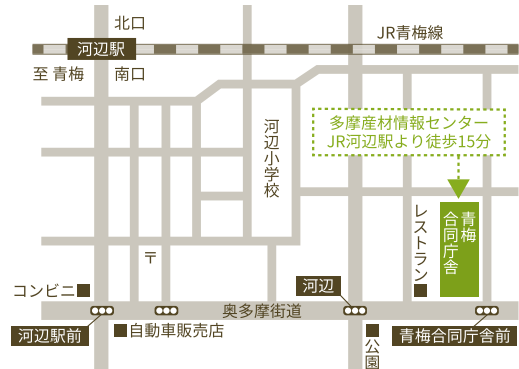 北口
JR青梅線
河辺駅
至 青梅
南口
多摩産材情報センター
JR河辺駅より徒歩15分
河辺小学校
青梅
合同庁舎
レストラン
〒
コンビニ
河辺
奥多摩街道
河辺駅前
自動車販売店
青梅合同庁舎前
公園